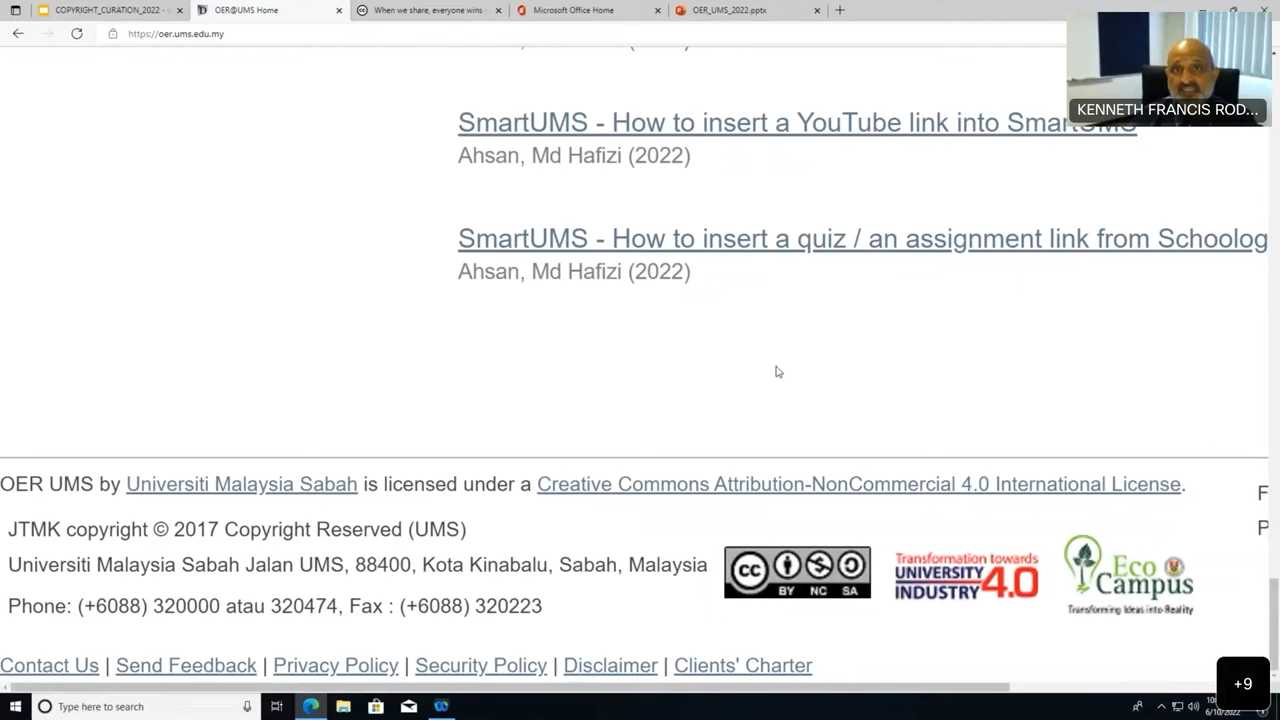 COPYRIGHT_CURATION_2022 -
OER@UMS Home
When we share, everyone wins
Microsoft Office Home
OER_UMS_2022.pptx
https://oer.ums.edu.my
KENNETH FRANCIS ROD...
SmartUMS - How to insert a YouTube link into SmartUMS
Ahsan, Md Hafizi (2022)
SmartUMS - How to insert a quiz / an assignment link from Schoolog
Ahsan, Md Hafizi (2022)
OER UMS by Universiti Malaysia Sabah is licensed under a Creative Commons Attribution-NonCommercial 4.0 International License.
JTMK copyright © 2017 Copyright Reserved (UMS)
Universiti Malaysia Sabah Jalan UMS, 88400, Kota Kinabalu, Sabah, Malaysia
Phone: (+6088) 320000 atau 320474, Fax : (+6088) 320223
cc
BY NC SA
Transformation towards
UNIVERSITY
INDUSTRY 4.0
Eco
Campus
Transforming Ideas into Reality
Contact Us | Send Feedback | Privacy Policy | Security Policy | Disclaimer | Clients' Charter
+9
Type here to search
6/10/2022